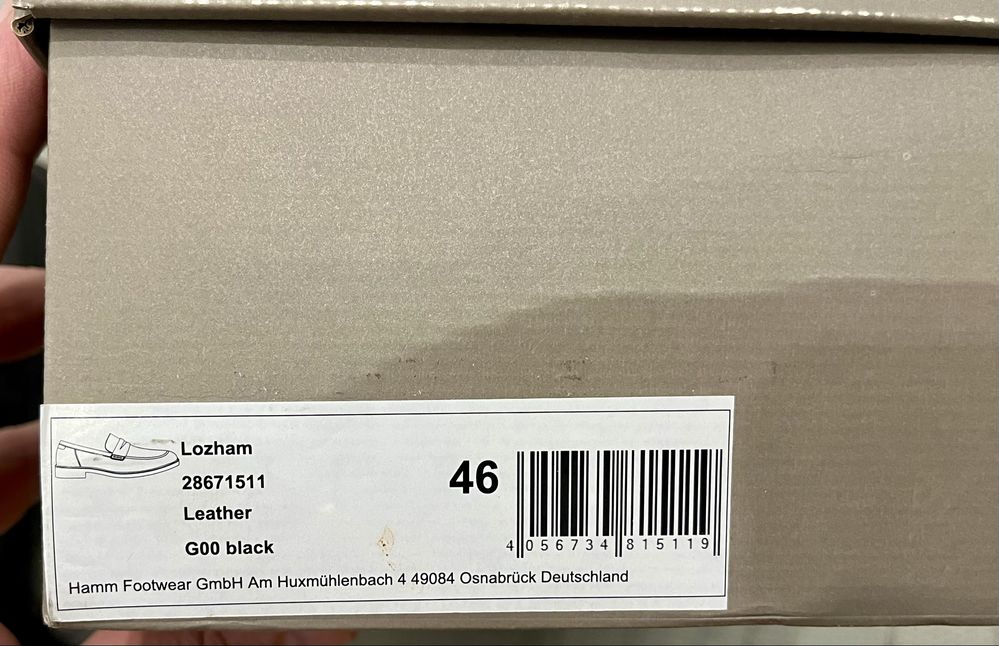 Lozham
28671511
Leather
G00 black
46
4 056734 815119
Hamm Footwear GmbH Am Huxmühlenbach 4 49084 Osnabrück Deutschland